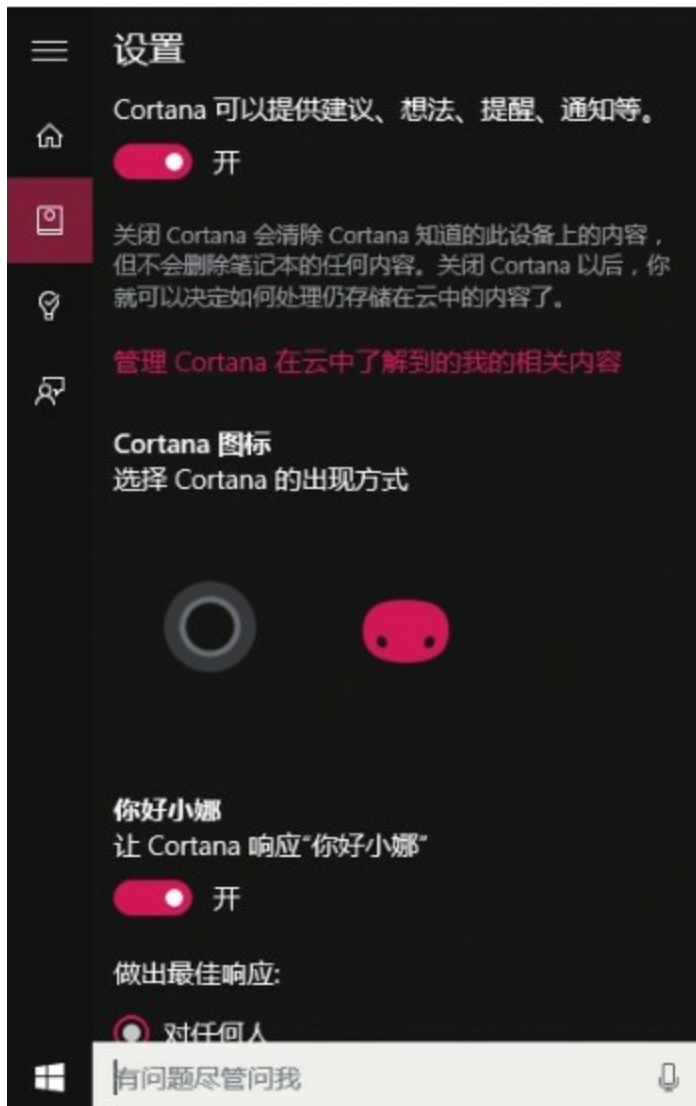 设置
Cortana 可以提供建议、想法、提醒、通知等。
开
关闭 Cortana 会清除 Cortana 知道的此设备上的内容，
但不会删除笔记本的任何内容。关闭 Cortana 以后，你
就可以决定如何处理仍存储在云中的内容了。
管理 Cortana 在云中了解到的我的相关内容
Cortana 图标
选择 Cortana 的出现方式
你好小娜
让 Cortana 响应“你好小娜”
开
做出最佳响应:
对任何人
有问题尽管问我